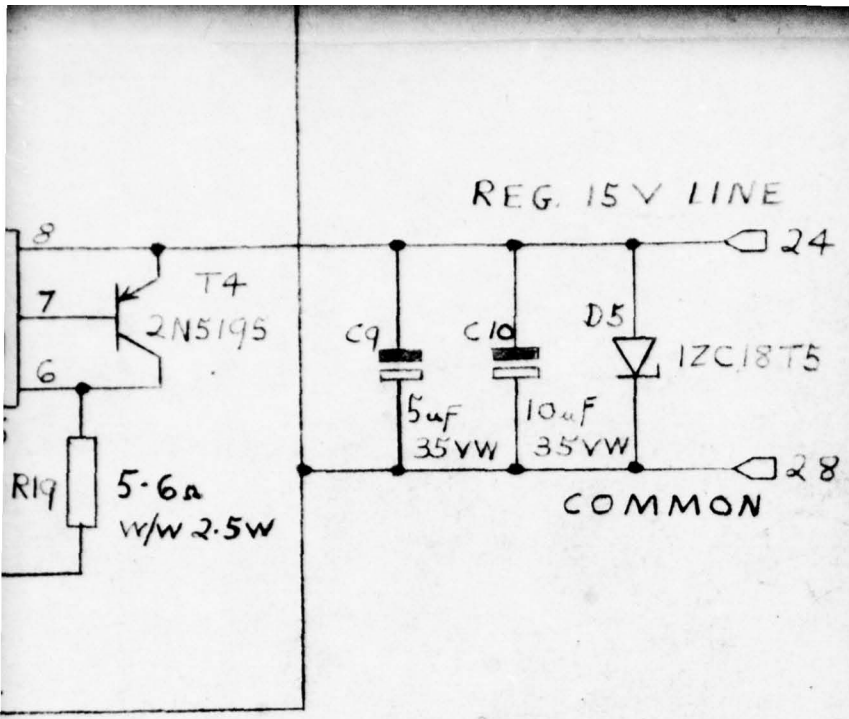 REG. 15V LINE
24
8
T4
2N5195
7
6
C9
5uF
35VW
C10
10uF
35VW
D5
1ZC18T5
28
COMMON
R19
5.6Ω
W/W 2.5W